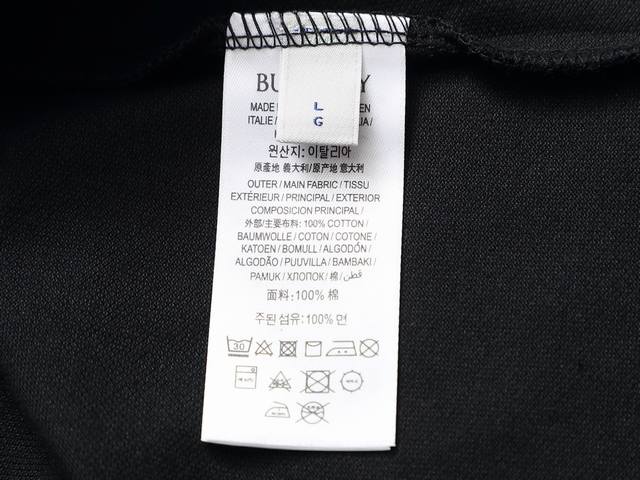 BU Y
MADE EN
L
G
ITALIE / IA /
원산지: 이탈리아
原產地 義大利/原产地 意大利
OUTER / MAIN FABRIC / TISSU
EXTÉRIEUR / PRINCIPAL / EXTERIOR
COMPOSICION PRINCIPAL /
外部/主要布料: 100% COTTON /
BAUMWOLLE / COTON / COTONE /
KATOEN / BOMULL / ALGODÓN /
ALGODÃO / PUUVILLA / BAMBAKI /
PAMUK / ХЛОПОК / 棉 / قطن
面料:100% 棉
주된 섬유:100% 면
30